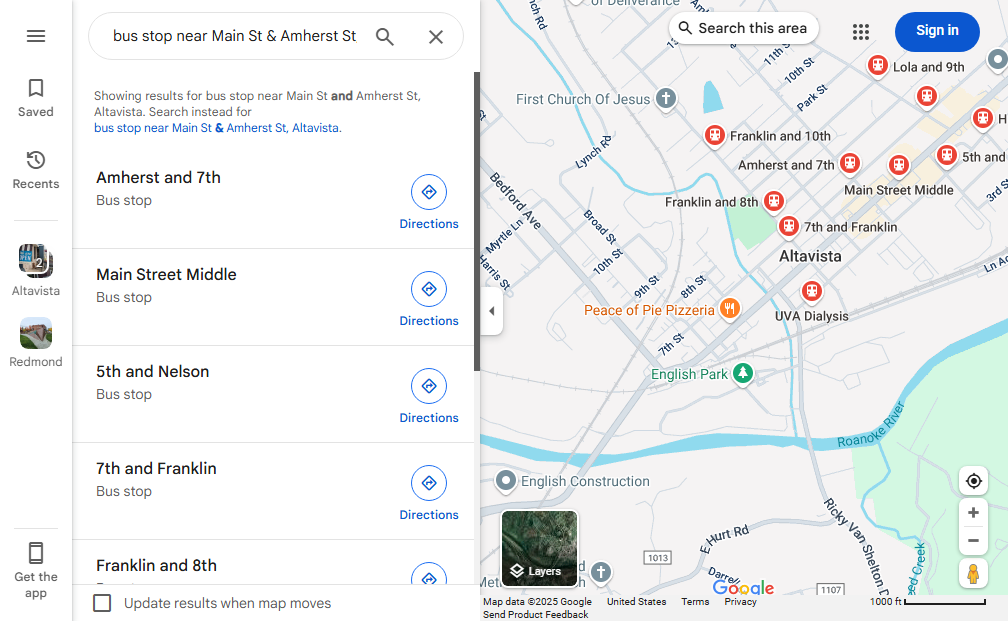 bus stop near Main St & Amherst St
Saved
Recents
Altavista
Redmond
Get the
app
Showing results for bus stop near Main St and Amherst St,
Altavista. Search instead for
bus stop near Main St & Amherst St, Altavista.
Amherst and 7th
Bus stop
Directions
Main Street Middle
Bus stop
Directions
5th and Nelson
Bus stop
Directions
7th and Franklin
Bus stop
Directions
Franklin and 8th
Update results when map moves
of Deliverance
Search this area
Sign in
11th St
10th St
Park St
Lola and 9th
First Church Of Jesus
H
Franklin and 10th
Lynch Rd
Amherst and 7th
5th and
Main Street Middle
3rd S
Bedford Ave
Franklin and 8th
7th and Franklin
Myrtle Ln
Broad St
Altavista
Harris St
10th St
Ln Ac
9th St
8th St
Peace of Pie Pizzeria
UVA Dialysis
7th St
English Park
Roanoke River
English Construction
Ricky Van Shelton
E Hurt Rd
1013
Layers
Met
d
Darre
eed Creek
Google
1107
Map data ©2025 Google
United States
Terms
Privacy
1000 ft
Send Product Feedback